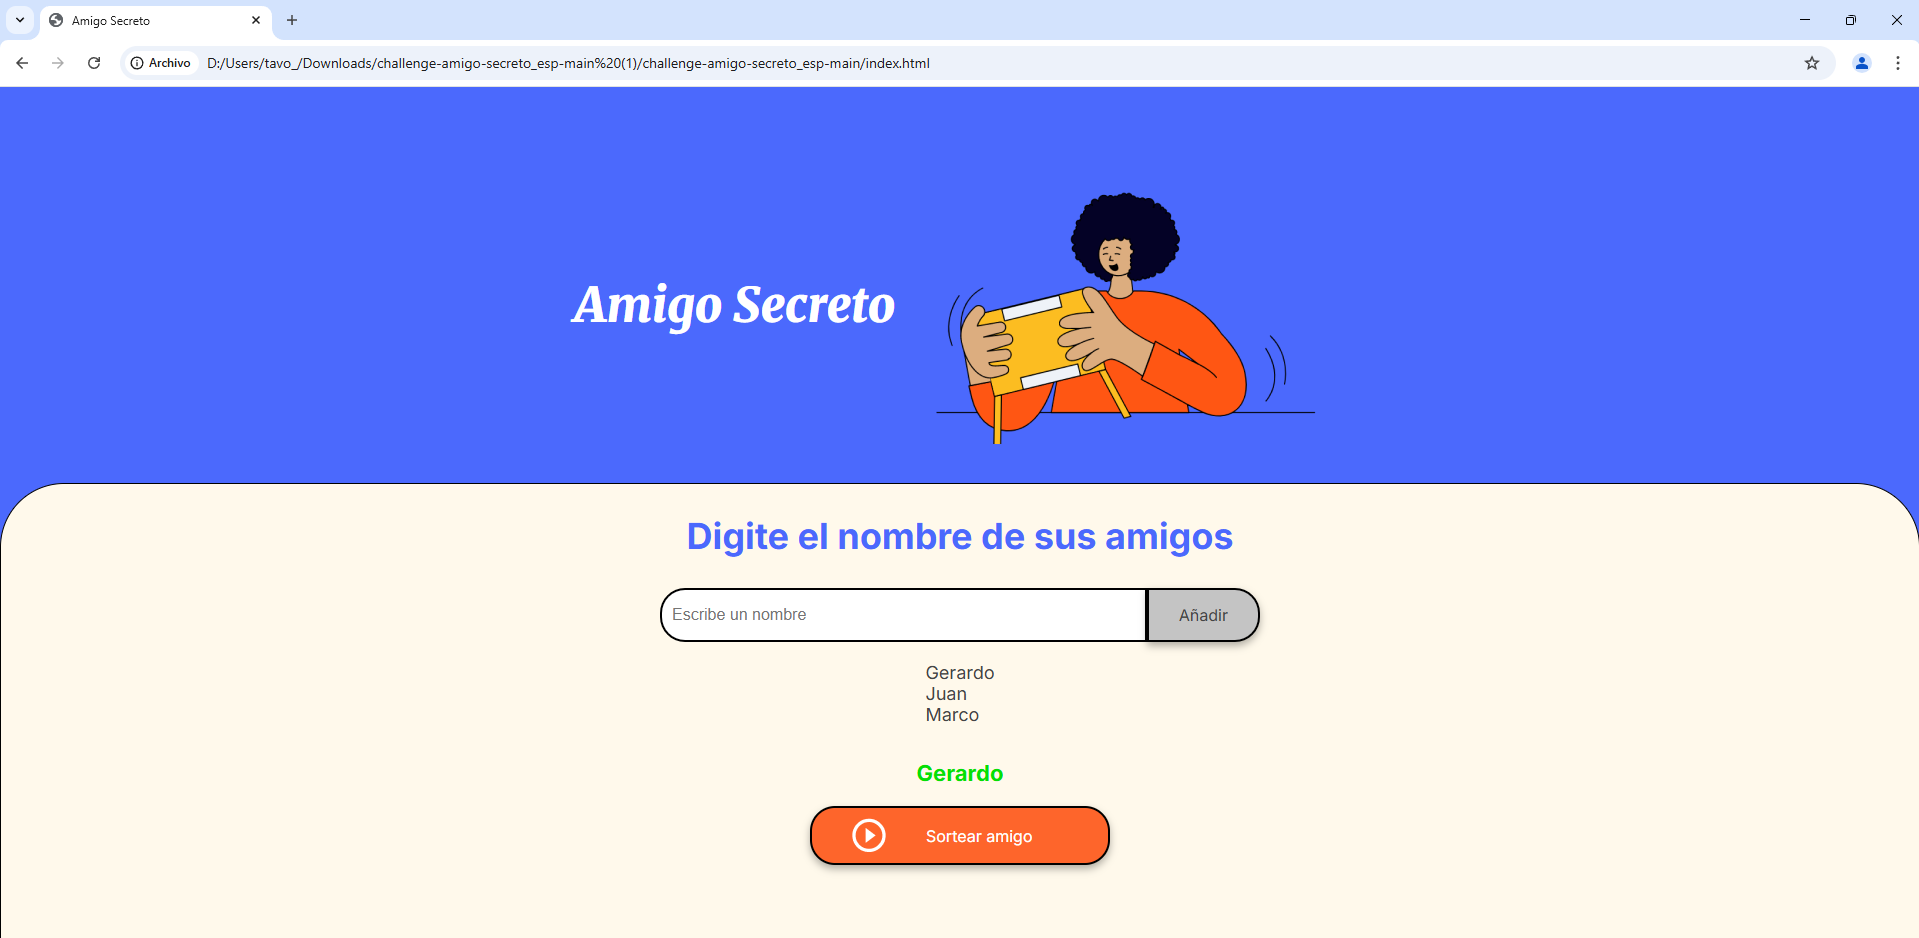 Amigo Secreto
Archivo
D:/Users/tavo_/Downloads/challenge-amigo-secreto_esp-main%20(1)/challenge-amigo-secreto_esp-main/index.html
Amigo Secreto
Digite el nombre de sus amigos
Escribe un nombre
Añadir
Gerardo
Juan
Marco
Gerardo
Sortear amigo